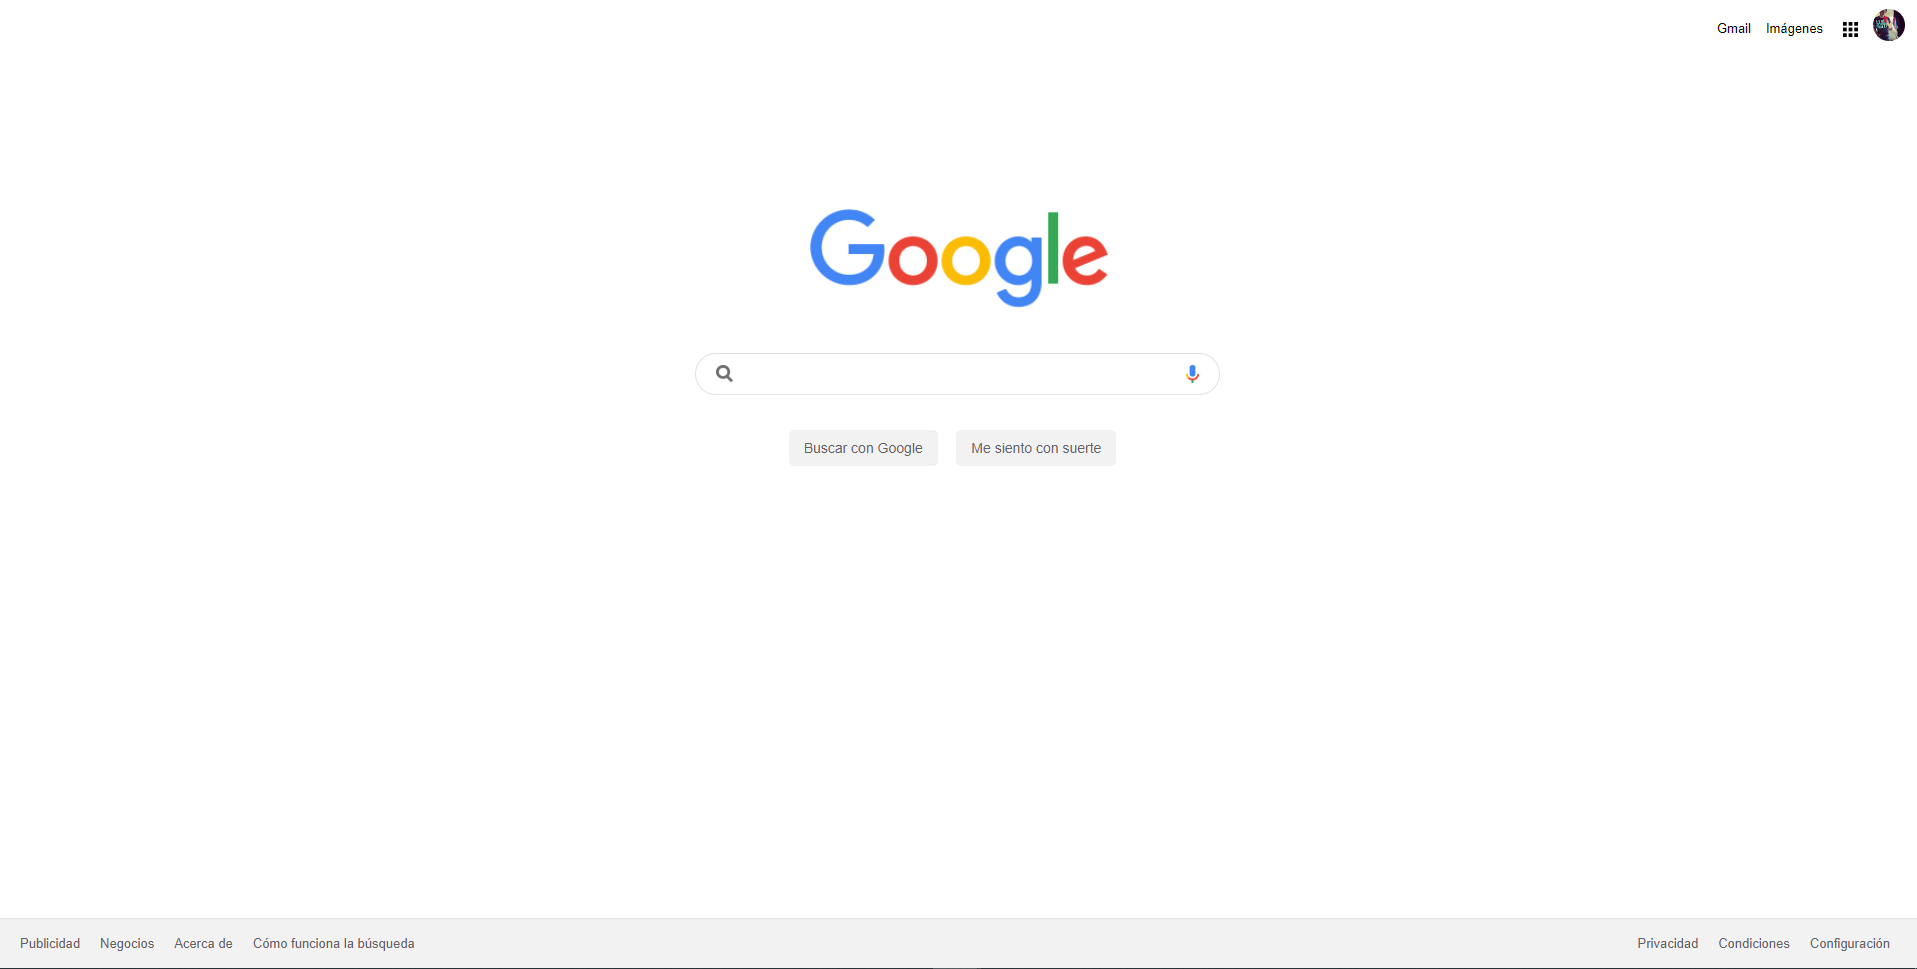 Gmail Imágenes
Google
Buscar con Google Me siento con suerte
Publicidad Negocios Acerca de Cómo funciona la búsqueda Privacidad Condiciones Configuración